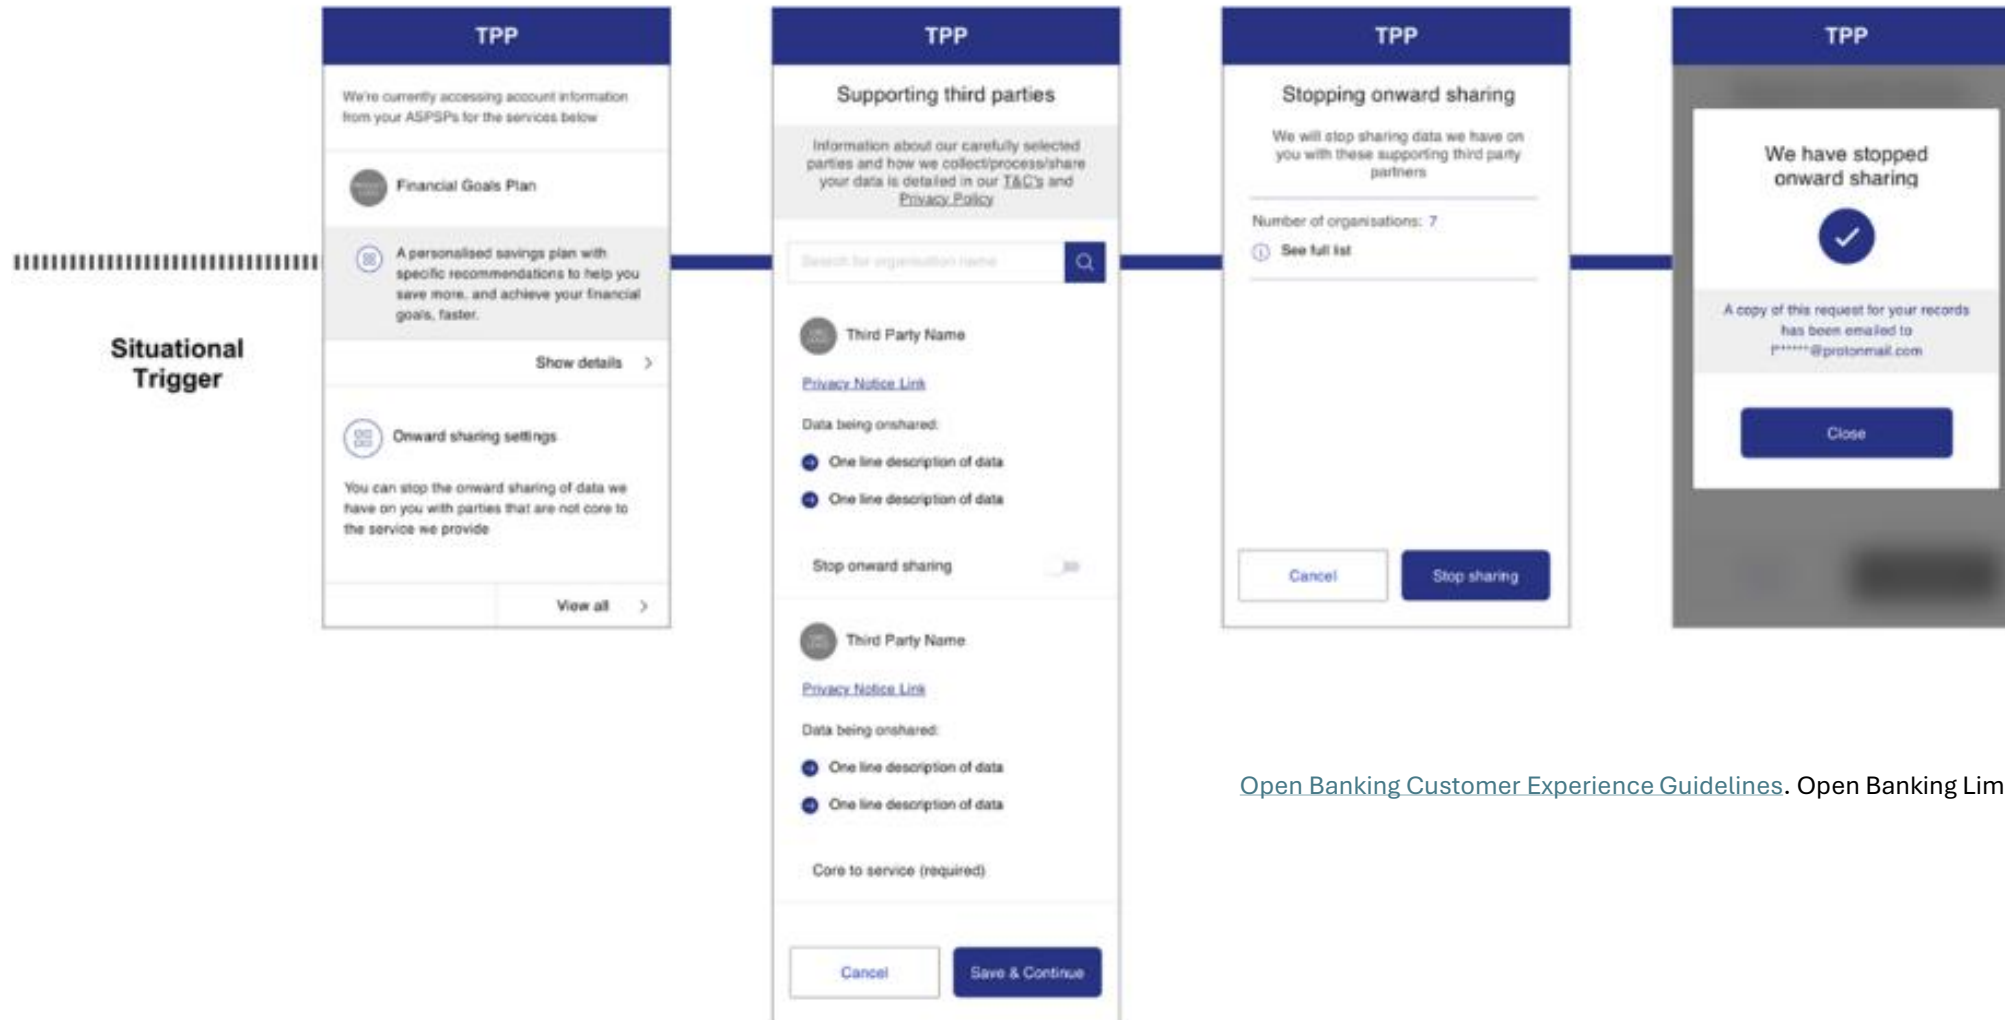 Situational
Trigger
TPP
We're currently accessing account information
from your ASPSPs for the services below
Financial Goals Plan
A personalised savings plan with
specific recommendations to help you
save more, and achieve your financial
goals, faster.
Show details >
Onward sharing settings
You can stop the onward sharing of data we
have on you with parties that are not core to
the service we provide
View all >
TPP
Supporting third parties
Information about our carefully selected
parties and how we collect/process/share
your data is detailed in our T&C's and
Privacy Policy
Search for organisation name
Third Party Name
Privacy Notice Link
Data being onshared:
One line description of data
One line description of data
Stop onward sharing
Third Party Name
Privacy Notice Link
Data being onshared:
One line description of data
One line description of data
Core to service (required)
Cancel
Save & Continue
TPP
Stopping onward sharing
We will stop sharing data we have on
you with these supporting third party
partners
Number of organisations: 7
See full list
Cancel
Stop sharing
TPP
We have stopped
onward sharing
A copy of this request for your records
has been emailed to
l******@protonmail.com
Close
Open Banking Customer Experience Guidelines. Open Banking Lim